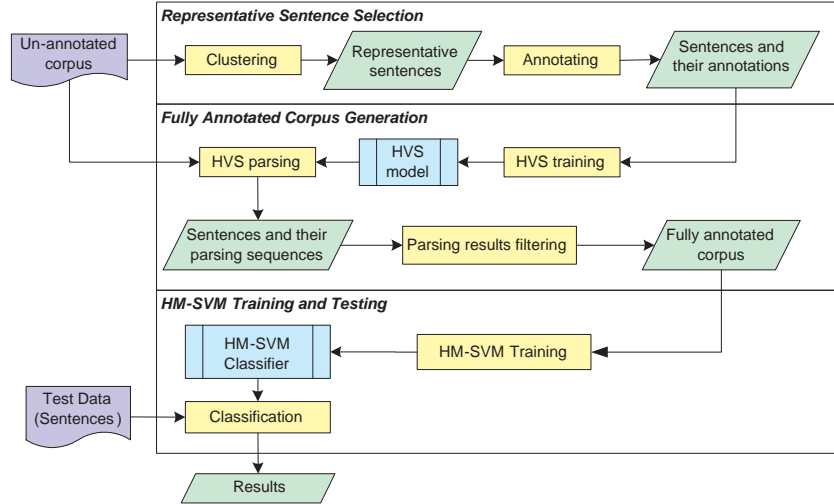 Representative Sentence Selection
Un-annotated
corpus
Clustering
Representative
sentences
Annotating
Sentences and
their annotations
Fully Annotated Corpus Generation
HVS parsing
HVS
model
HVS training
Sentences and their
parsing sequences
Parsing results filtering
Fully annotated
corpus
HM-SVM Training and Testing
HM-SVM
Classifier
HM-SVM Training
Test Data
(Sentences)
Classification
Results